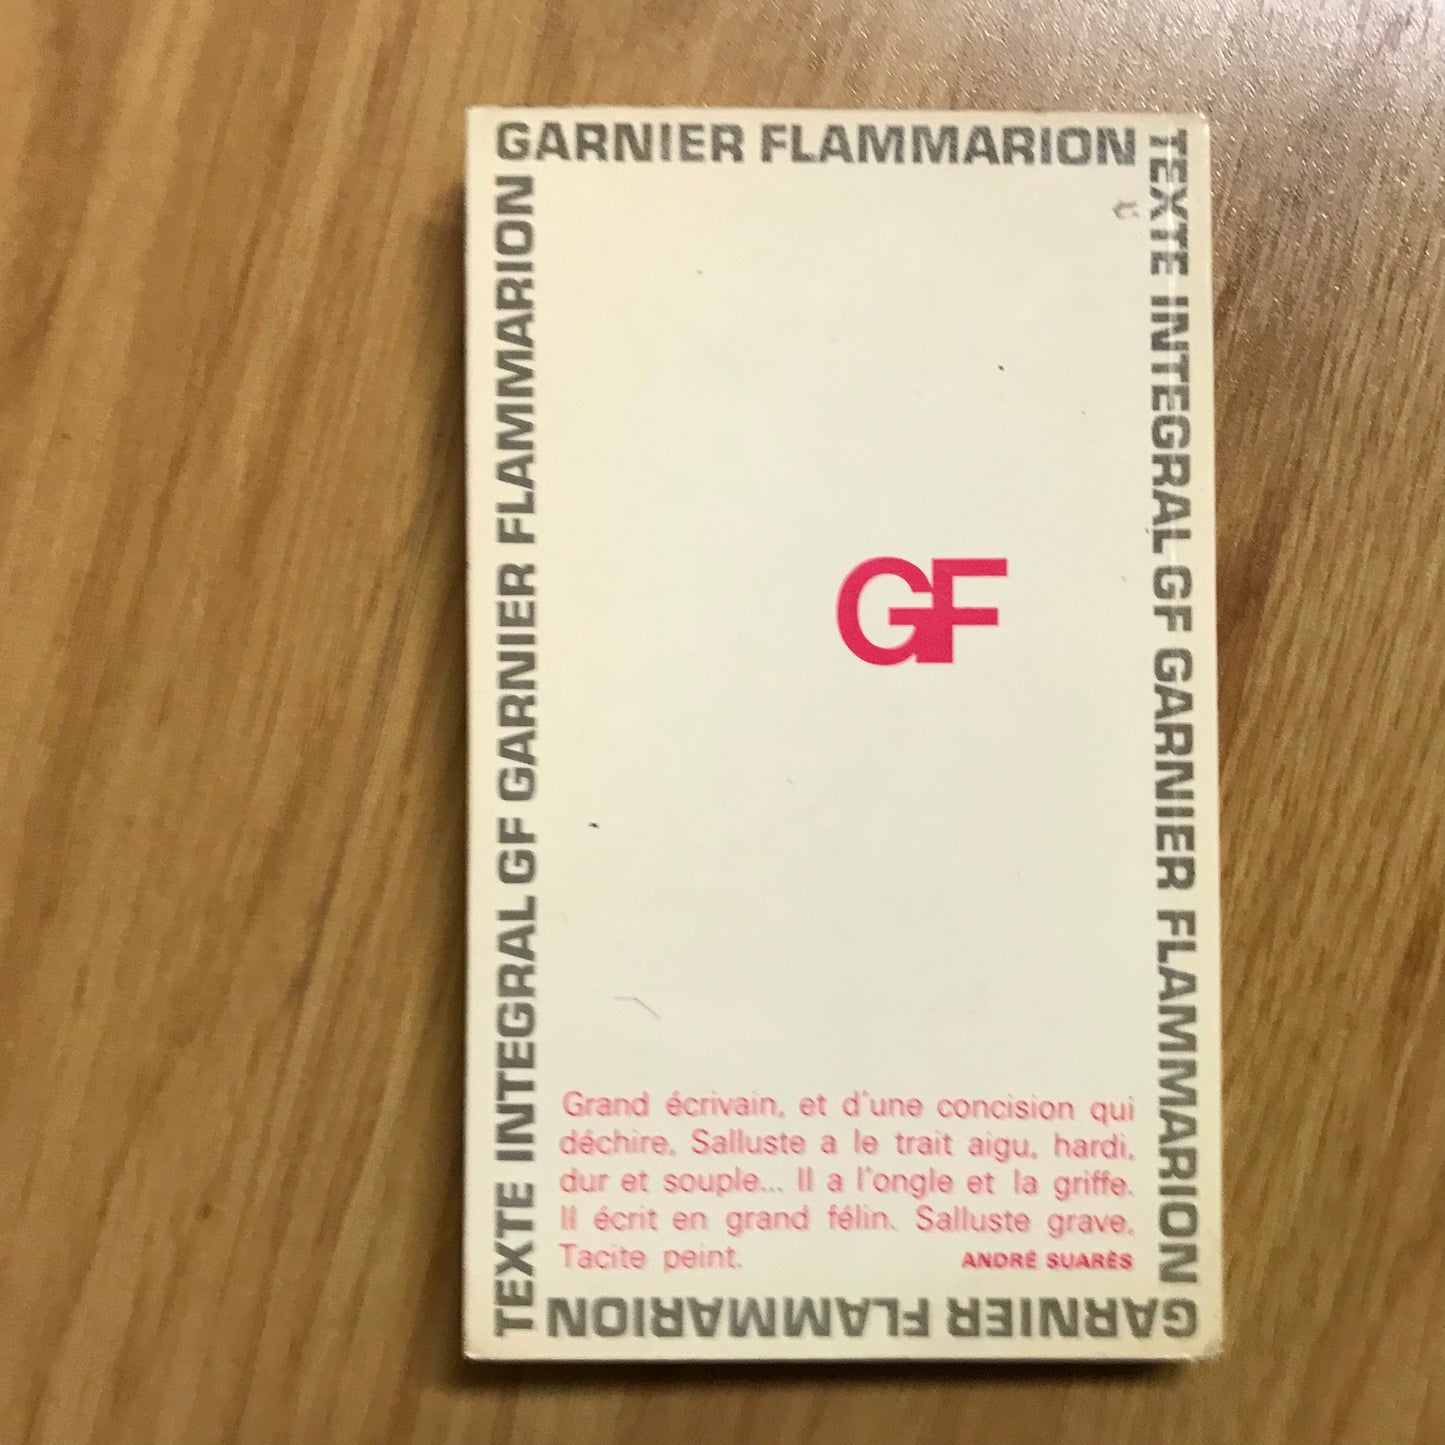 GARNIER FLAMMARION
TEXTE INTEGRAL GF GARNIER FLAMMARION
TEXTE INTEGRAL GF GARNIER FLAMMARION
GF
Grand écrivain, et d'une concision qui
déchire, Salluste a le trait aigu, hardi,
dur et souple... Il a l'ongle et la griffe.
Il écrit en grand félin. Salluste grave,
Tacite peint.
ANDRÉ SUARÈS
GARNIER FLAMMARION